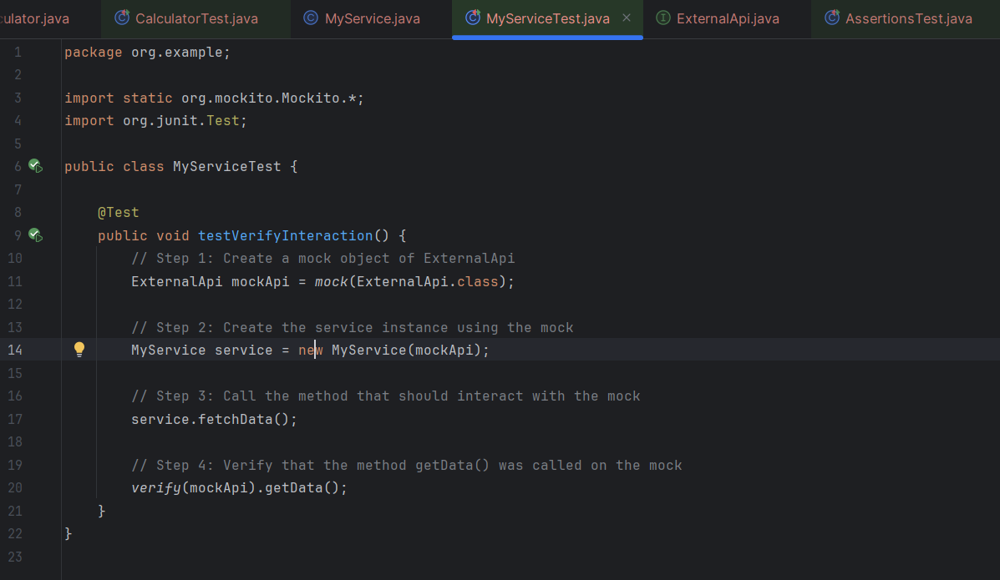 culator.java CalculatorTest.java MyService.java MyServiceTest.java ExternalApi.java AssertionsTest.java
1 package org.example;
2
3 import static org.mockito.Mockito.*;
4 import org.junit.Test;
5
6 public class MyServiceTest {
7
8 @Test
9 public void testVerifyInteraction() {
10 // Step 1: Create a mock object of ExternalApi
11 ExternalApi mockApi = mock(ExternalApi.class);
12
13 // Step 2: Create the service instance using the mock
14 MyService service = new MyService(mockApi);
15
16 // Step 3: Call the method that should interact with the mock
17 service.fetchData();
18
19 // Step 4: Verify that the method getData() was called on the mock
20 verify(mockApi).getData();
21 }
22 }
23